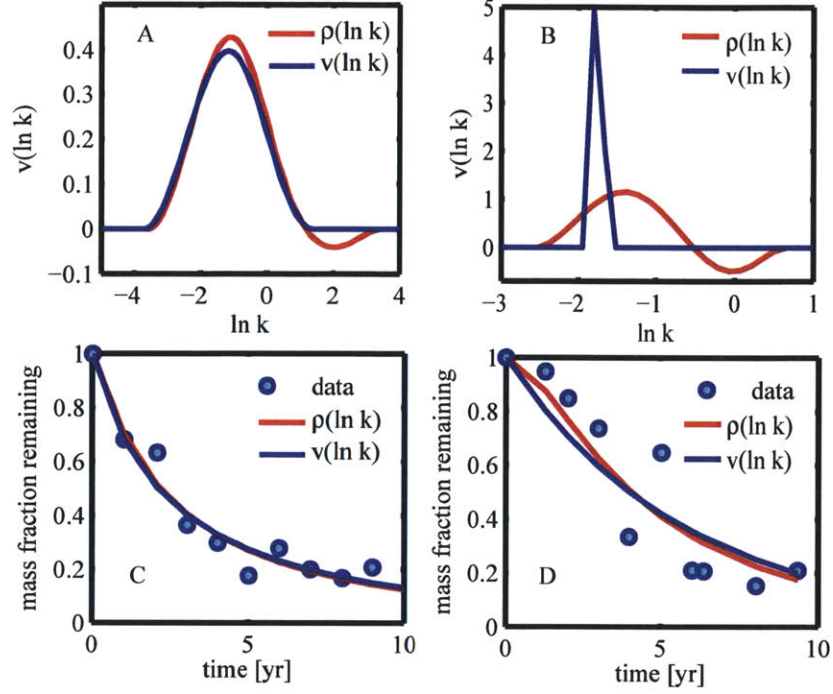 A
ρ(ln k)
v(ln k)
v(ln k)
0.4
0.3
0.2
0.1
0
−0.1
−4 −2 0 2 4
ln k
B
ρ(ln k)
v(ln k)
v(ln k)
5
4
3
2
1
0
−3 −2 −1 0 1
ln k
mass fraction remaining
1
0.8
0.6
0.4
0.2
0
data
ρ(ln k)
v(ln k)
C
0 5 10
time [yr]
mass fraction remaining
1
0.8
0.6
0.4
0.2
0
data
ρ(ln k)
v(ln k)
D
0 5 10
time [yr]